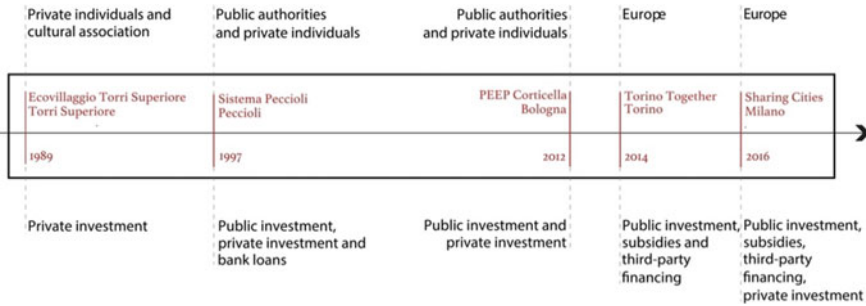 Private individuals and
cultural association
Public authorities
and private individuals
Public authorities
and private individuals
Europe
Europe
Ecovillaggio Torri Superiore
Torri Superiore
Sistema Peccioli
Peccioli
PEEP Corticella
Bologna
Torino Together
Torino
Sharing Cities
Milano
1989
1997
2012
2014
2016
Private investment
Public investment,
private investment and
bank loans
Public investment and
private investment
Public investment,
subsidies and
third-party
financing
Public investment,
subsidies,
third-party
financing,
private investment